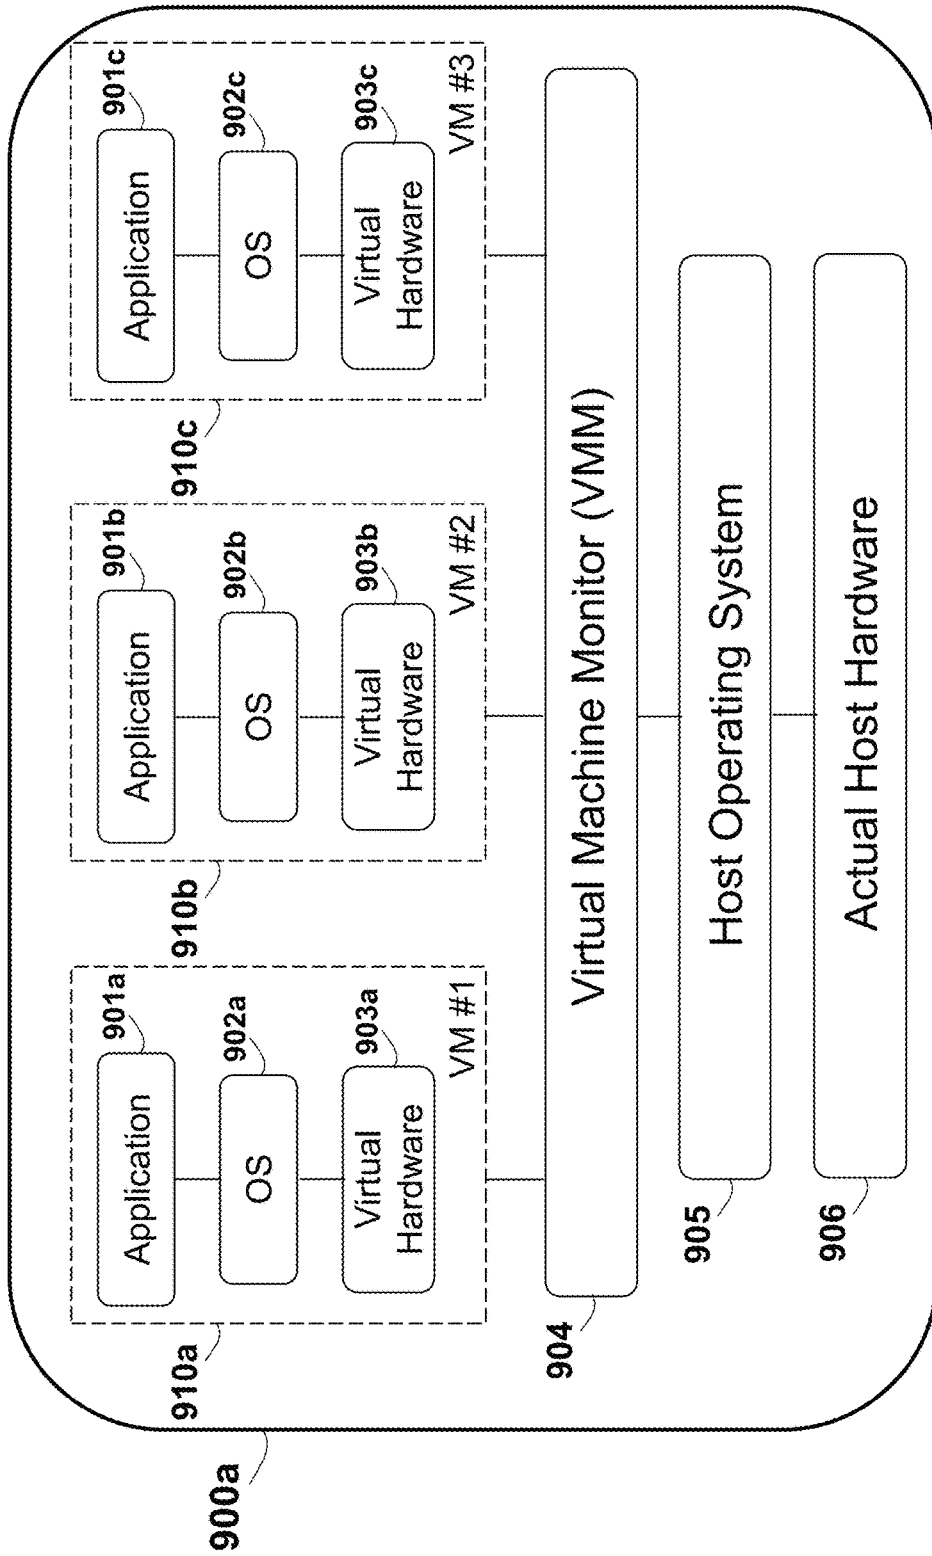 900a
910a
901a
Application
902a
OS
903a
Virtual
Hardware
VM #1
910b
901b
Application
902b
OS
903b
Virtual
Hardware
VM #2
910c
901c
Application
902c
OS
903c
Virtual
Hardware
VM #3
904
Virtual Machine Monitor (VMM)
905
Host Operating System
906
Actual Host Hardware